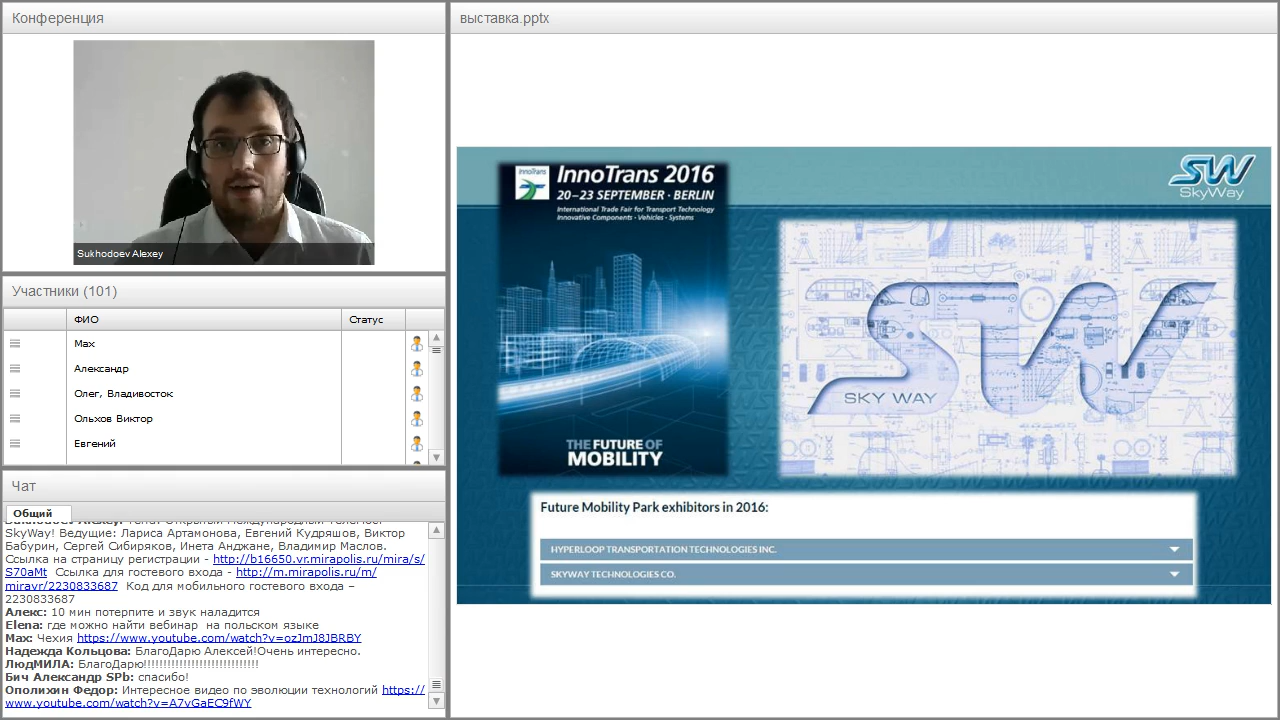 Конференция
Sukhodoev Alexey
Участники (101)
ФИО
Статус
Max
Александр
Олег, Владивосток
Ольхов Виктор
Евгений
Чат
Общий
SkyWay! Ведущие: Лариса Артамонова, Евгений Кудряшов, Виктор
Бабурин, Сергей Сибиряков, Инета Анджане, Владимир Маслов.
Ссылка на страницу регистрации - http://b16650.vr.mirapolis.ru/mira/s/
S70aMt Ссылка для гостевого входа - http://m.mirapolis.ru/m/
miravr/2230833687 Код для мобильного гостевого входа –
2230833687
Алекс: 10 мин потерпите и звук наладится
Elena: где можно найти вебинар на польском языке
Max: Чехия https://www.youtube.com/watch?v=ozJmJ8JBRBY
Надежда Кольцова: БлагоДарю Алексей!Очень интересно.
ЛюдМИЛА: БлагоДарю!!!!!!!!!!!!!!!!!!!!!!!!!!!!!
Бич Александр SPb: спасибо!
Ополихин Федор: Интересное видео по эволюции технологий https://
www.youtube.com/watch?v=A7vGaEC9fWY
выставка.pptx
InnoTrans
InnoTrans 2016
20–23 SEPTEMBER · BERLIN
International Trade Fair for Transport Technology
Innovative Components · Vehicles · Systems
THE FUTURE OF
MOBILITY
SW
SkyWay
SW
SKY WAY
Future Mobility Park exhibitors in 2016:
HYPERLOOP TRANSPORTATION TECHNOLOGIES INC.
SKYWAY TECHNOLOGIES CO.